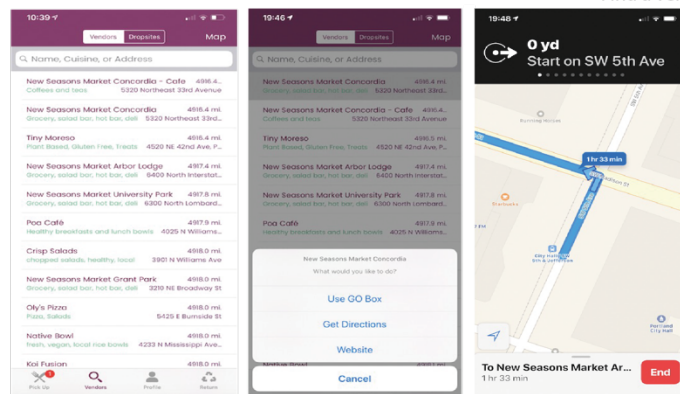 10:39
Vendors Dropsites Map
Name, Cuisine, or Address
New Seasons Market Concordia - Cafe 4916.4...
Coffees and teas 5320 Northeast 33rd Avenue
New Seasons Market Concordia 4916.4 mi.
Grocery, salad bar, hot bar, deli 5320 Northeast 33rd...
Tiny Moreso 4916.4 mi.
Plant Based, Gluten Free, Treats 4520 NE 42nd Ave, P...
New Seasons Market Arbor Lodge 4917.4 mi.
Grocery, salad bar, hot bar, deli 6400 North Interstat...
New Seasons Market University Park 4917.8 mi.
Grocery, salad bar, hot bar, deli 6300 North Lombard...
Poa Café 4917.9 mi.
Healthy breakfasts and lunch bowls 4025 N Williams...
Crisp Salads 4918.0 mi.
chopped salads, healthy, local 3901 N Williams Ave
New Seasons Market Grant Park 4918.0 mi.
Grocery, salad bar, hot bar, deli 3210 NE Broadway St
Oly's Pizza 4918.0 mi.
Pizza, Salads 5425 E Burnside St
Native Bowl 4918.0 mi.
fresh, vegan, local rice bowls 4233 N Mississippi Ave...
Koi Fusion 4918.0 mi.
Pick Up Vendors Profile Return
19:46
Vendors Dropsites Map
Name, Cuisine, or Address
New Seasons Market Concordia 4916.4 mi.
Grocery, salad bar, hot bar, deli 5320 Northeast 33rd...
New Seasons Market Concordia - Cafe 4916.4...
Coffees and teas 5320 Northeast 33rd Avenue
Tiny Moreso 4916.5 mi.
Plant Based, Gluten Free, Treats 4520 NE 42nd Ave, P...
New Seasons Market Arbor Lodge 4917.4 mi.
Grocery, salad bar, hot bar, deli 6400 North Interstat...
New Seasons Market University Park 4917.8 mi.
Grocery, salad bar, hot bar, deli 6300 North Lombard...
Poa Café 4917.9 mi.
Healthy breakfasts and lunch bowls 4025 N Williams...
New Seasons Market Concordia
What would you like to do?
Use GO Box
Get Directions
Website
Native Bowl 4918.0 mi.
Cancel
19:48
0 yd
Start on SW 5th Ave
Running Horses
1 hr 33 min
Starbucks
Portland
City Hall
To New Seasons Market Ar...
1 hr 33 min
End